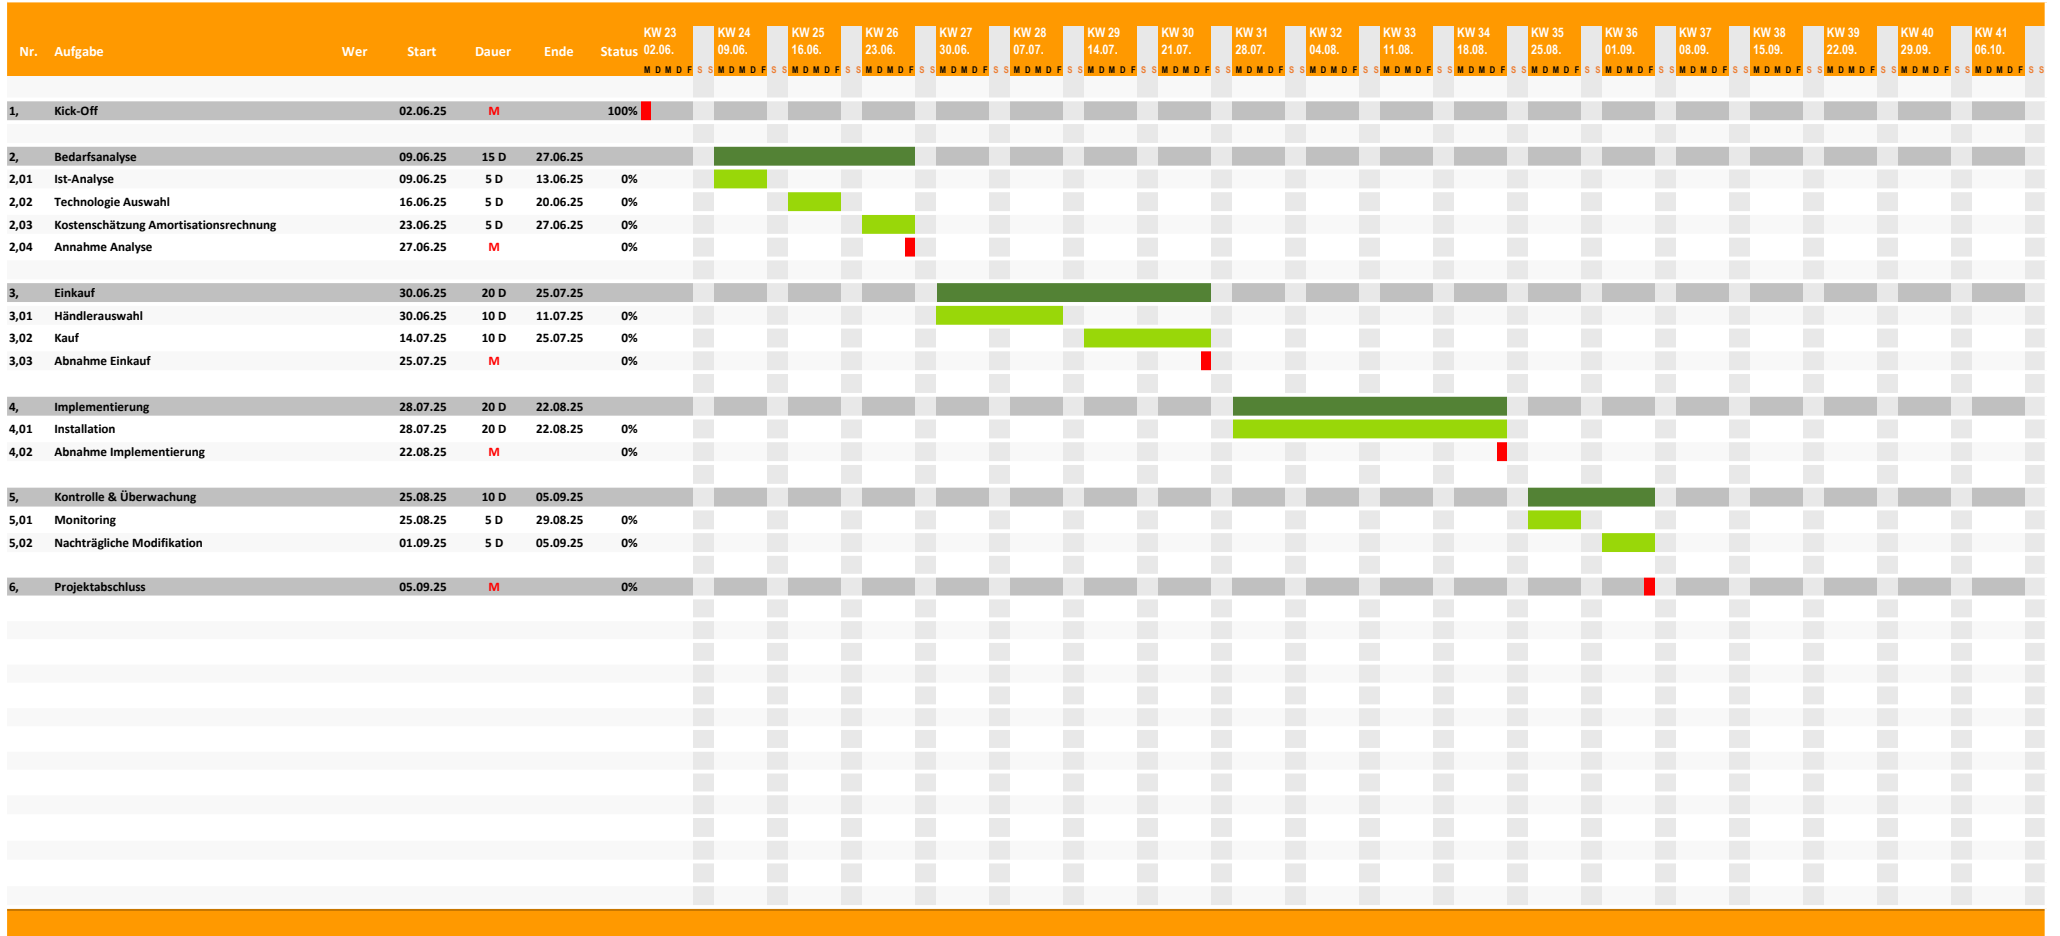 KW 23 KW 24 KW 25 KW 26 KW 27 KW 28 KW 29 KW 30 KW 31 KW 32 KW 33 KW 34 KW 35 KW 36 KW 37 KW 38 KW 39 KW 40 KW 41
Nr. Aufgabe Wer Start Dauer Ende Status 02.06. 09.06. 16.06. 23.06. 30.06. 07.07. 14.07. 21.07. 28.07. 04.08. 11.08. 18.08. 25.08. 01.09. 08.09. 15.09. 22.09. 29.09. 06.10.
M D M D F S S M D M D F S S M D M D F S S M D M D F S S M D M D F S S M D M D F S S M D M D F S S M D M D F S S M D M D F S S M D M D F S S M D M D F S S M D M D F S S M D M D F S S M D M D F S S M D M D F S S M D M D F S S M D M D F S S M D M D F S S M D M D F S S
1, Kick-Off 02.06.25 M 100%
2, Bedarfsanalyse 09.06.25 15 D 27.06.25
2,01 Ist-Analyse 09.06.25 5 D 13.06.25 0%
2,02 Technologie Auswahl 16.06.25 5 D 20.06.25 0%
2,03 Kostenschätzung Amortisationsrechnung 23.06.25 5 D 27.06.25 0%
2,04 Annahme Analyse 27.06.25 M 0%
3, Einkauf 30.06.25 20 D 25.07.25
3,01 Händlerauswahl 30.06.25 10 D 11.07.25 0%
3,02 Kauf 14.07.25 10 D 25.07.25 0%
3,03 Abnahme Einkauf 25.07.25 M 0%
4, Implementierung 28.07.25 20 D 22.08.25
4,01 Installation 28.07.25 20 D 22.08.25 0%
4,02 Abnahme Implementierung 22.08.25 M 0%
5, Kontrolle & Überwachung 25.08.25 10 D 05.09.25
5,01 Monitoring 25.08.25 5 D 29.08.25 0%
5,02 Nachträgliche Modifikation 01.09.25 5 D 05.09.25 0%
6, Projektabschluss 05.09.25 M 0%